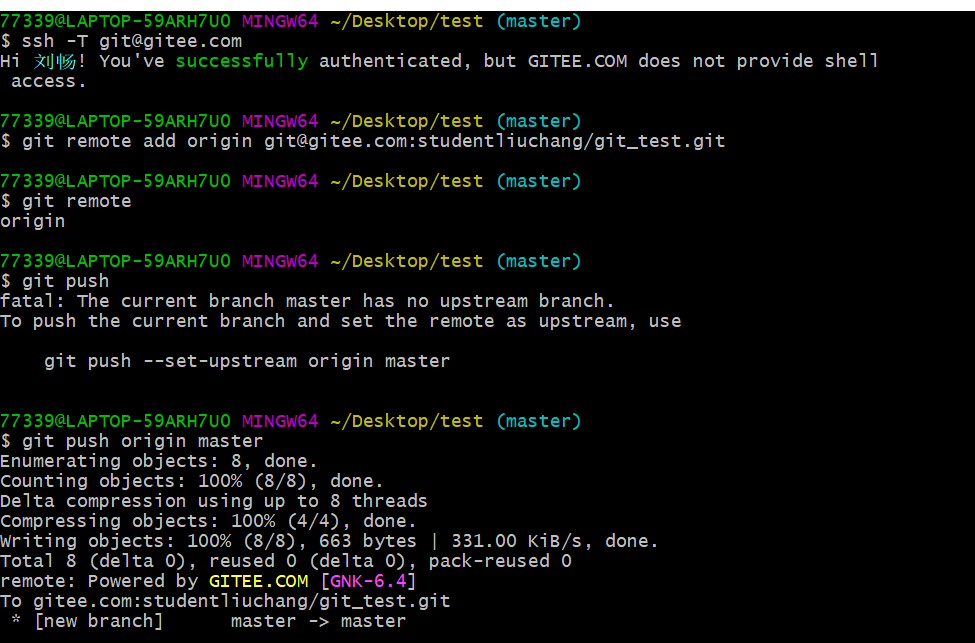 77339@LAPTOP-59ARH7U0 MINGW64 ~/Desktop/test (master)
$ ssh -T git@gitee.com
Hi 刘畅! You've successfully authenticated, but GITEE.COM does not provide shell
 access.
77339@LAPTOP-59ARH7U0 MINGW64 ~/Desktop/test (master)
$ git remote add origin git@gitee.com:studentliuchang/git_test.git
77339@LAPTOP-59ARH7U0 MINGW64 ~/Desktop/test (master)
$ git remote
origin
77339@LAPTOP-59ARH7U0 MINGW64 ~/Desktop/test (master)
$ git push
fatal: The current branch master has no upstream branch.
To push the current branch and set the remote as upstream, use
    git push --set-upstream origin master
77339@LAPTOP-59ARH7U0 MINGW64 ~/Desktop/test (master)
$ git push origin master
Enumerating objects: 8, done.
Counting objects: 100% (8/8), done.
Delta compression using up to 8 threads
Compressing objects: 100% (4/4), done.
Writing objects: 100% (8/8), 663 bytes | 331.00 KiB/s, done.
Total 8 (delta 0), reused 0 (delta 0), pack-reused 0
remote: Powered by GITEE.COM [GNK-6.4]
To gitee.com:studentliuchang/git_test.git
 * [new branch]      master -> master